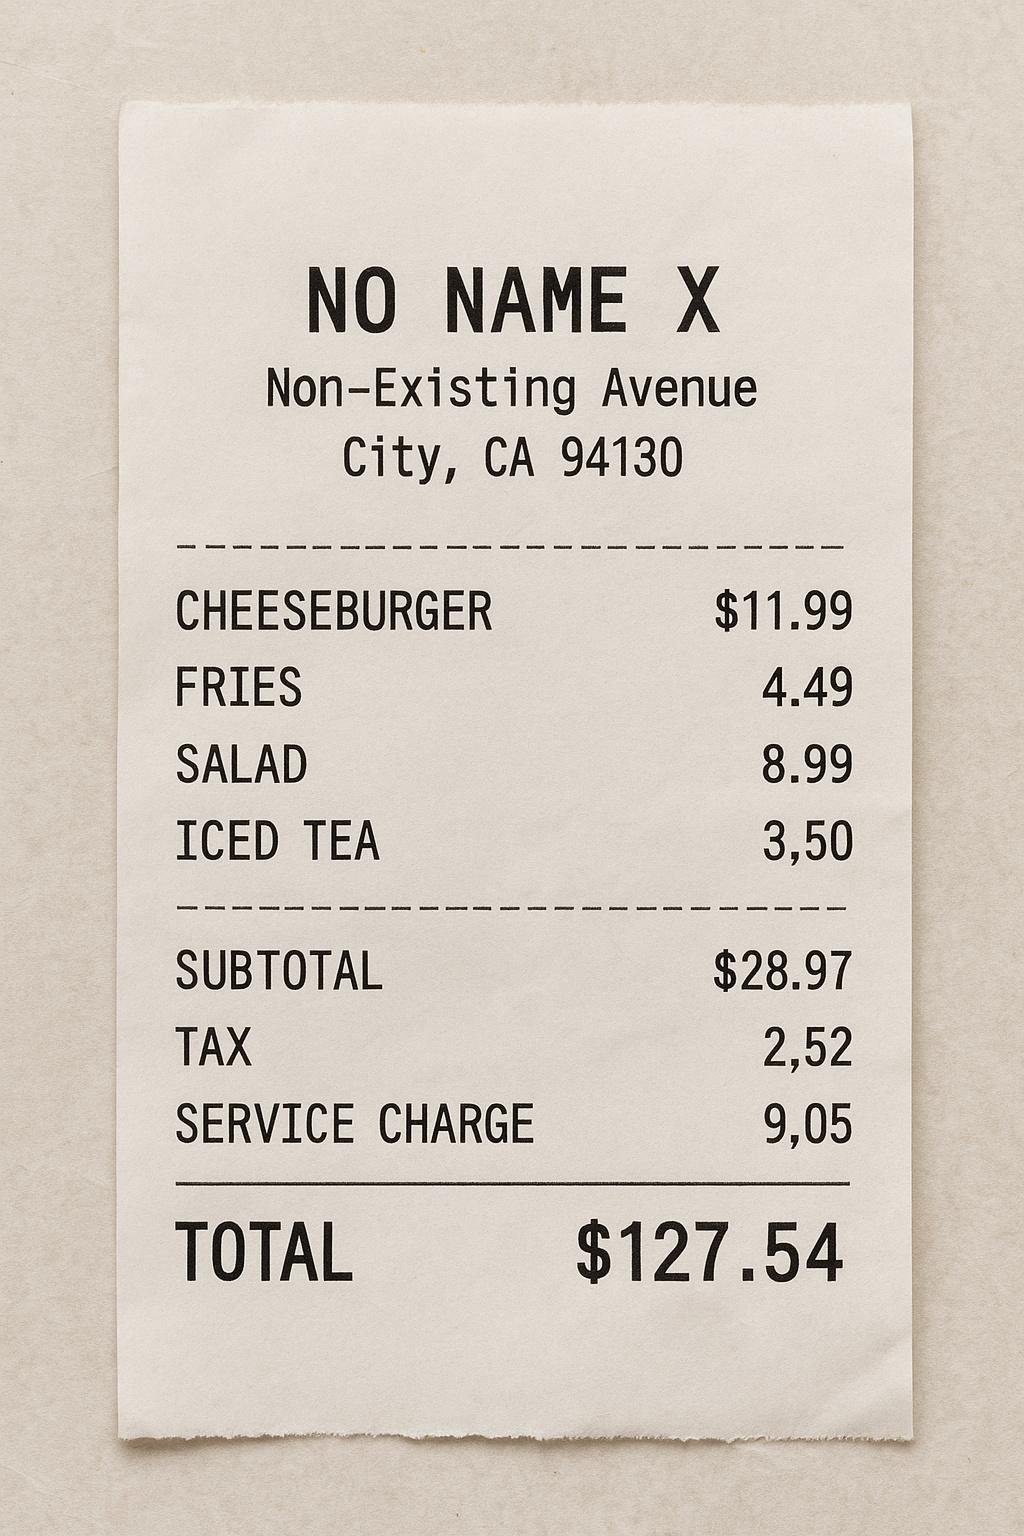 NO NAME X
Non-Existing Avenue
City, CA 94130
CHEESEBURGER $11.99
FRIES 4.49
SALAD 8.99
ICED TEA 3,50
SUBTOTAL $28.97
TAX 2,52
SERVICE CHARGE 9,05
TOTAL $127.54